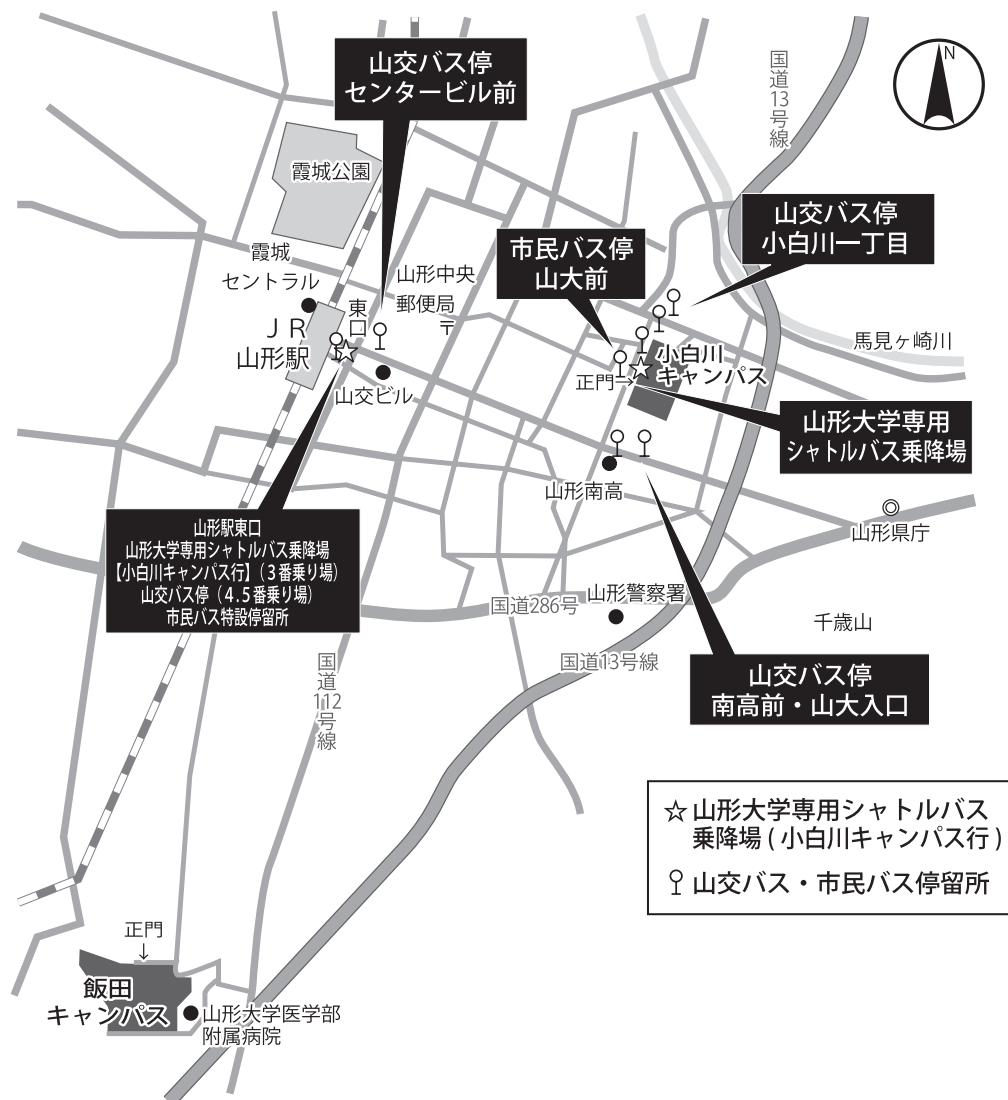 山交バス停
センタービル前
N
国道13号線
霞城公園
山交バス停
小白川一丁目
市民バス停
山大前
霞城
セントラル
山形中央
郵便局
〒
東口
JR
山形駅
馬見ヶ崎川
小白川
キャンパス
正門→
山交ビル
山形大学専用
シャトルバス乗降場
山形南高
山形県庁
山形駅東口
山形大学専用シャトルバス乗降場
【小白川キャンパス行】(3番乗り場)
山交バス停(4.5番乗り場)
市民バス特設停留所
国道286号
山形警察署
千歳山
国道13号線
国道112号線
山交バス停
南高前・山大入口
☆山形大学専用シャトルバス
乗降場(小白川キャンパス行)
山交バス・市民バス停留所
正門
↓
飯田
キャンパス
山形大学医学部
附属病院